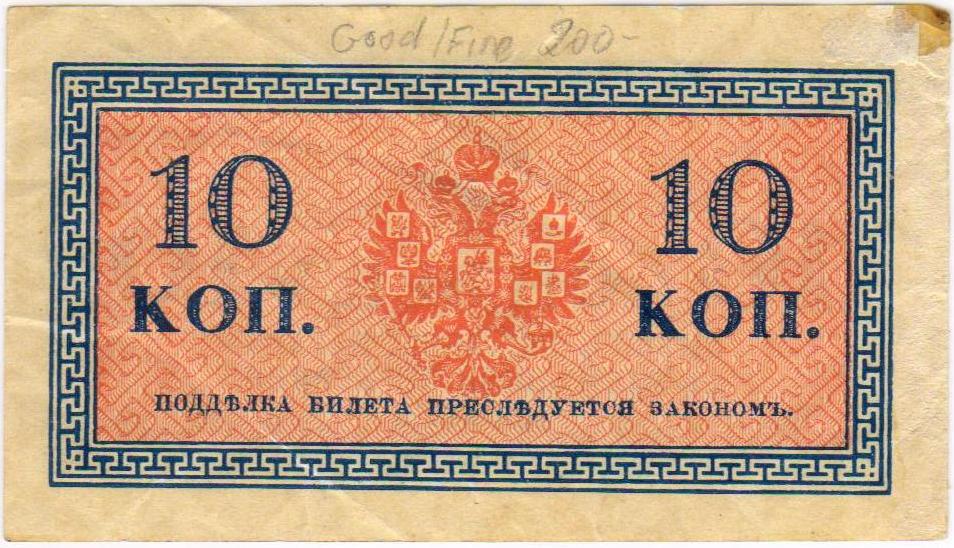 Good/Fine 200-
10 10
КОП. КОП.
ПОДДѢЛКА БИЛЕТА ПРЕСЛѢДУЕТСЯ ЗАКОНОМЪ.